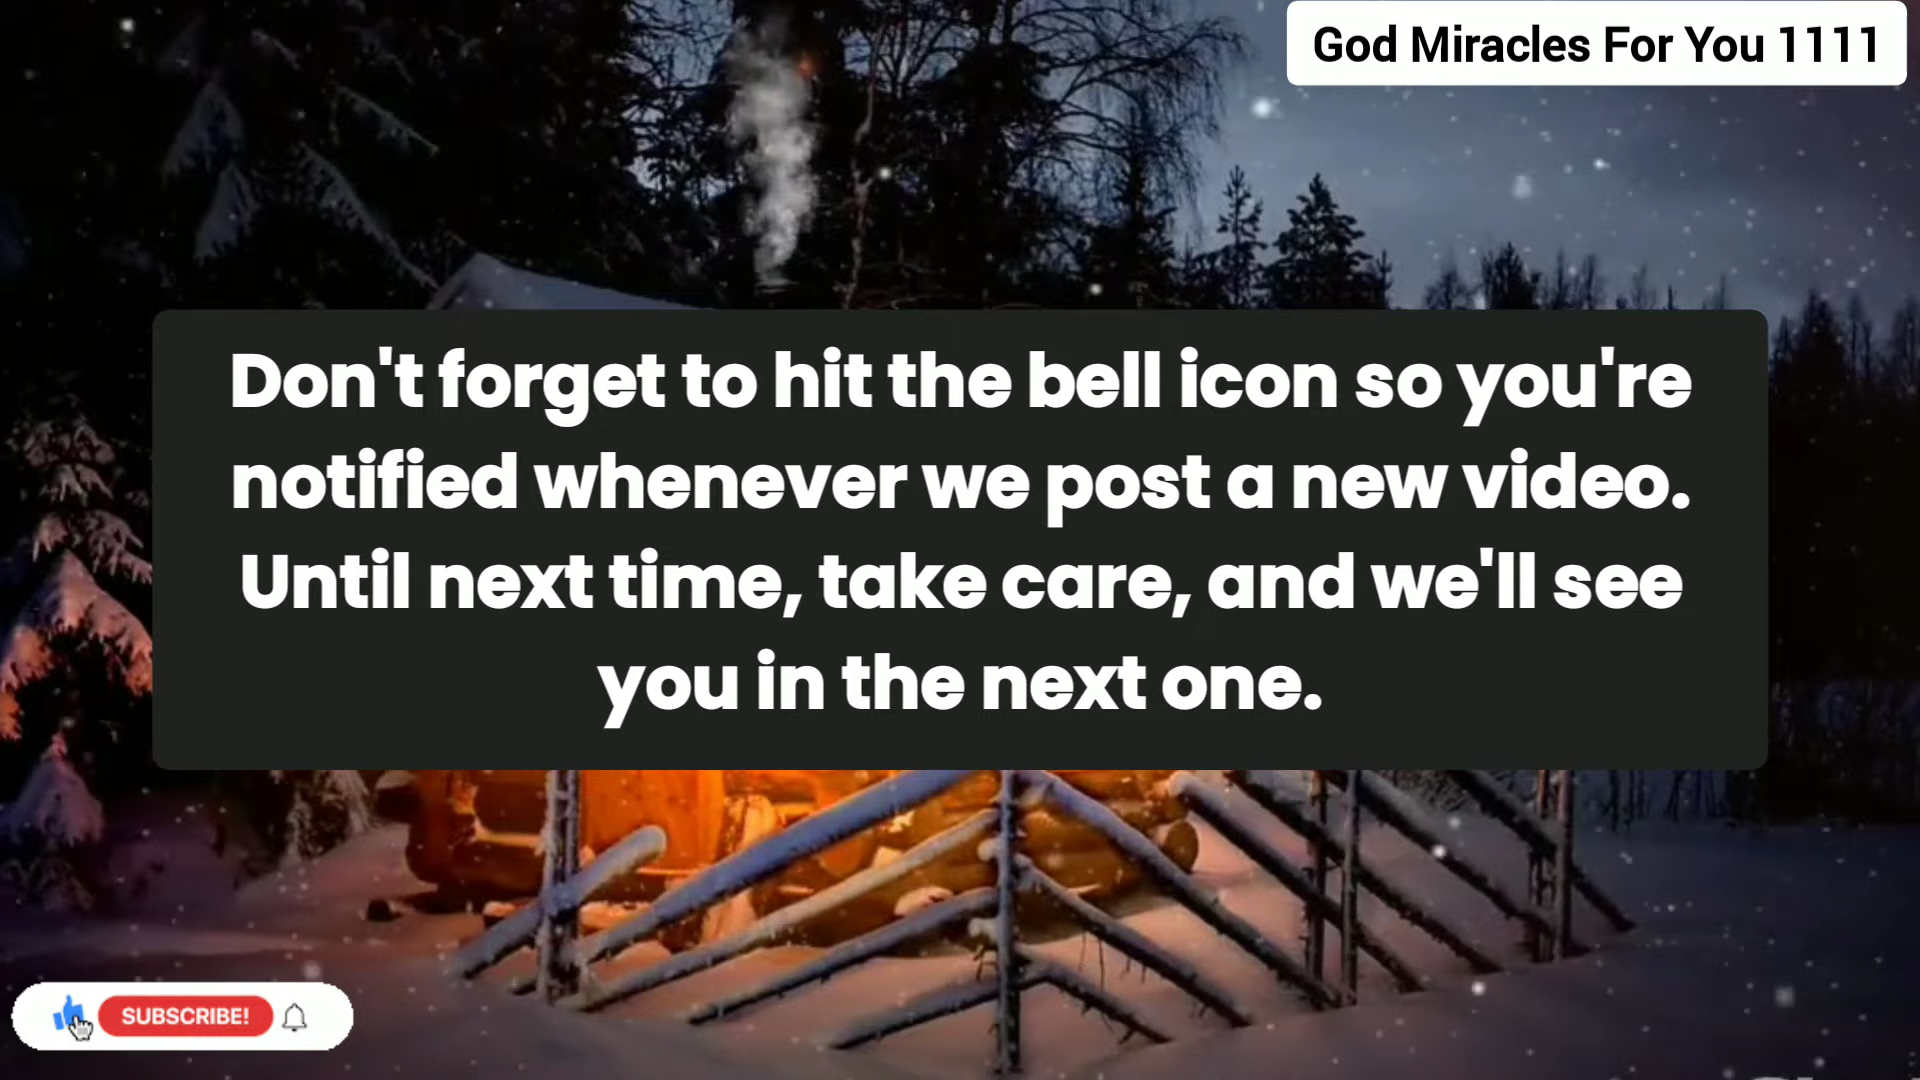 God Miracles For You 1111
Don't forget to hit the bell icon so you're
notified whenever we post a new video.
Until next time, take care, and we'll see
you in the next one.
SUBSCRIBE!